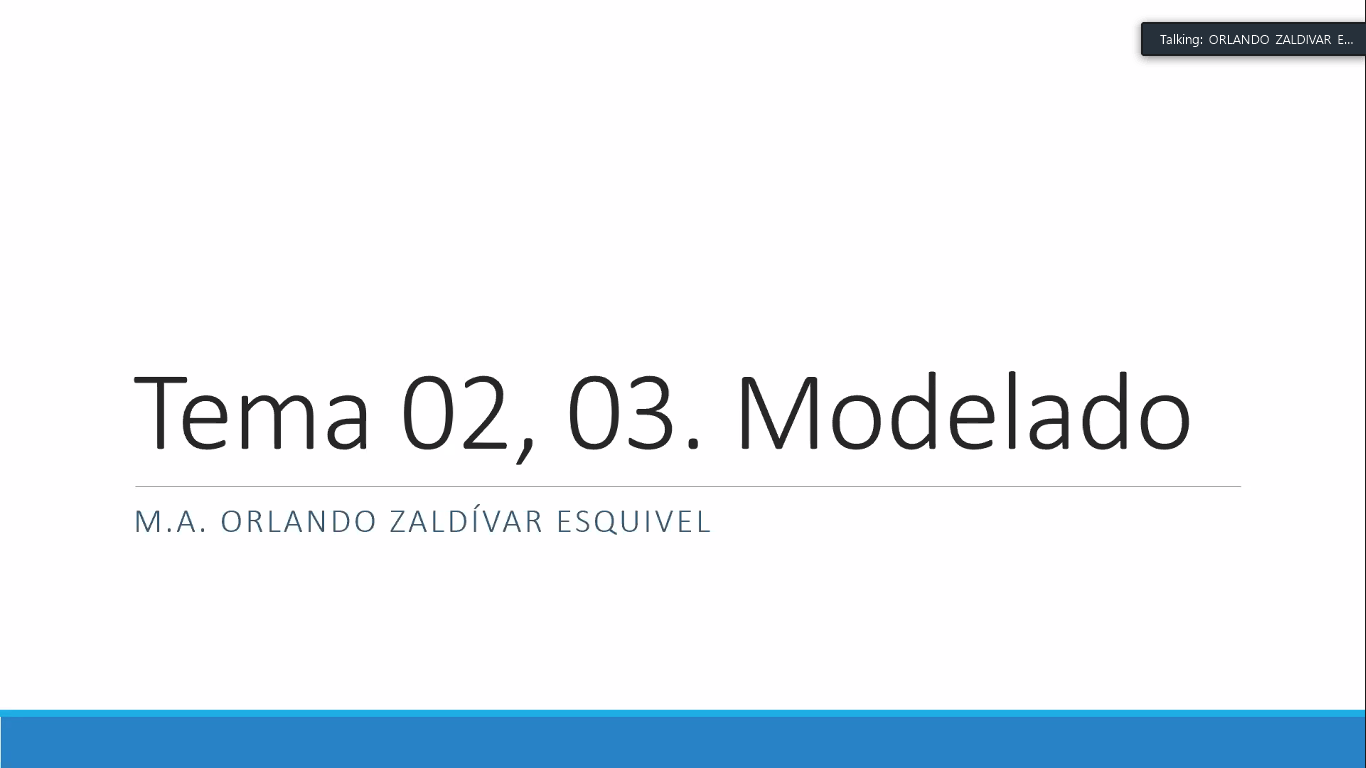 Talking: ORLANDO ZALDIVAR E...
Tema 02, 03. Modelado
M.A. ORLANDO ZALDÍVAR ESQUIVEL